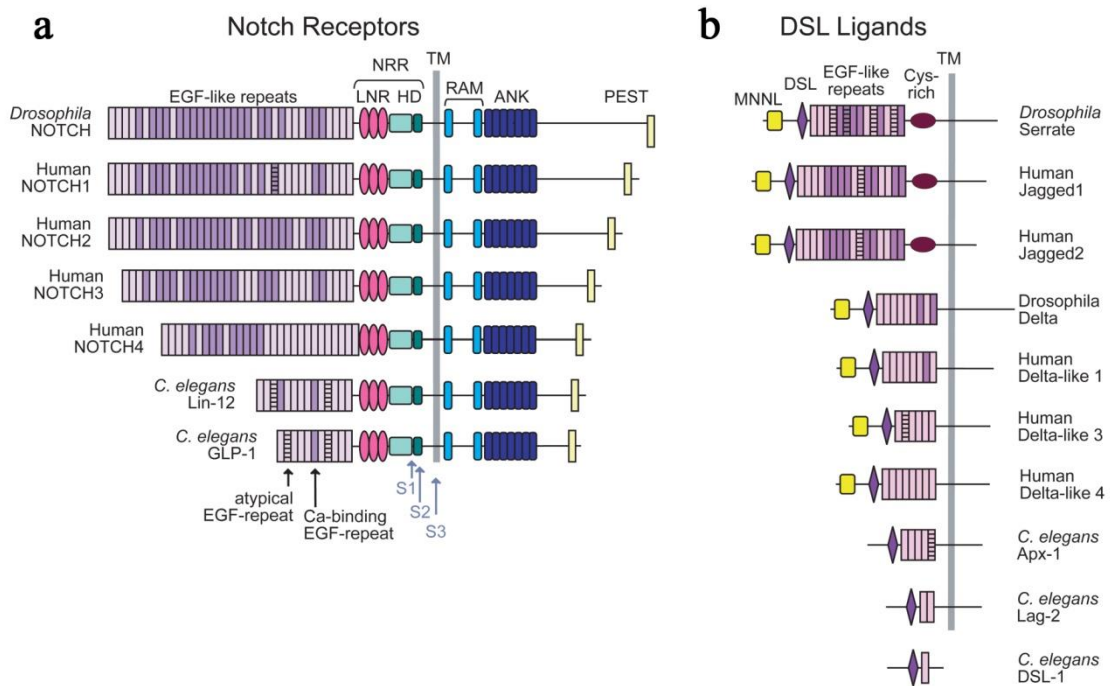 a
Notch Receptors
TM
NRR
EGF-like repeats
LNR
HD
RAM
ANK
PEST
Drosophila
NOTCH
Human
NOTCH1
Human
NOTCH2
Human
NOTCH3
Human
NOTCH4
C. elegans
Lin-12
C. elegans
GLP-1
atypical
EGF-repeat
Ca-binding
EGF-repeat
S1
S2
S3
b
DSL Ligands
TM
MNNL
DSL
EGF-like
repeats
Cys-
rich
Drosophila
Serrate
Human
Jagged1
Human
Jagged2
Drosophila
Delta
Human
Delta-like 1
Human
Delta-like 3
Human
Delta-like 4
C. elegans
Apx-1
C. elegans
Lag-2
C. elegans
DSL-1